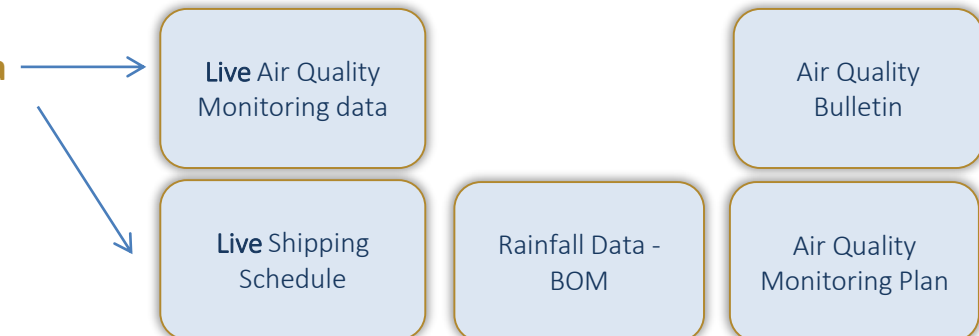 Live Air Quality
Monitoring data
Air Quality
Bulletin
Live Shipping
Schedule
Rainfall Data -
BOM
Air Quality
Monitoring Plan